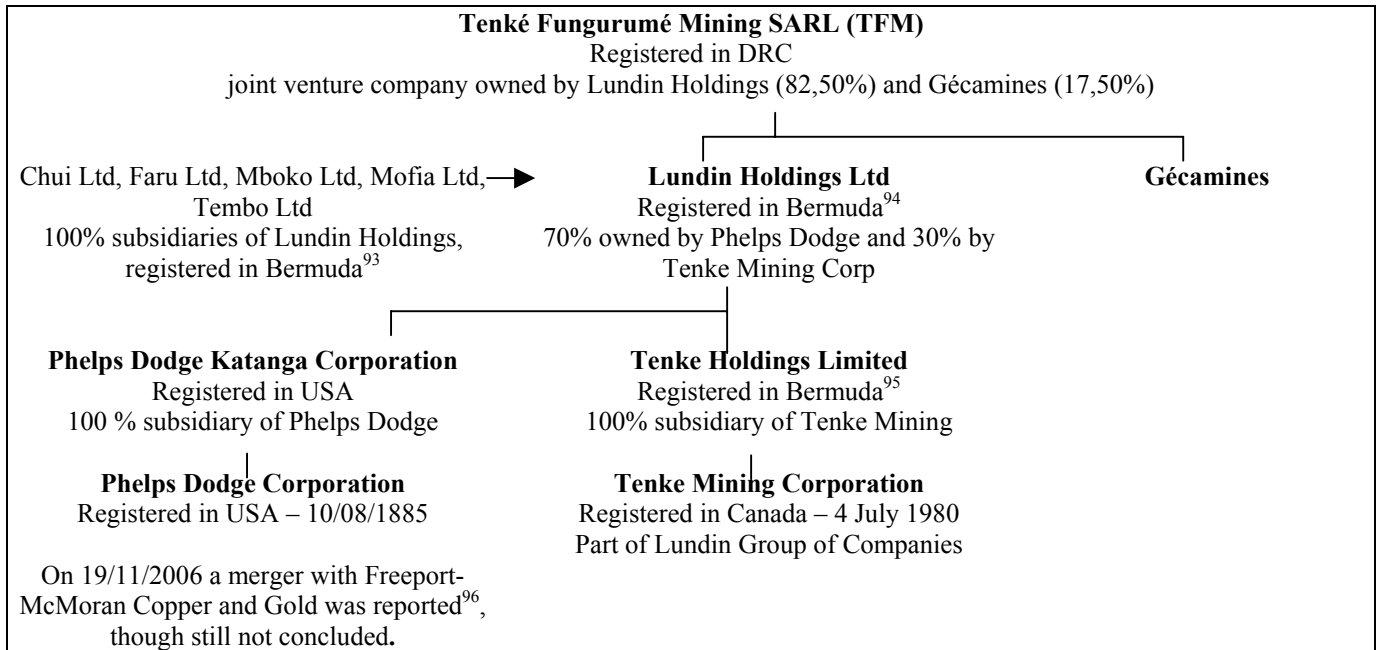 Tenké Fungurumé Mining SARL (TFM)
Registered in DRC
joint venture company owned by Lundin Holdings (82,50%) and Gécamines (17,50%)
Chui Ltd, Faru Ltd, Mboko Ltd, Mofia Ltd,
Tembo Ltd
100% subsidiaries of Lundin Holdings,
registered in Bermuda93
Lundin Holdings Ltd
Registered in Bermuda94
70% owned by Phelps Dodge and 30% by
Tenke Mining Corp
Gécamines
Phelps Dodge Katanga Corporation
Registered in USA
100 % subsidiary of Phelps Dodge
Tenke Holdings Limited
Registered in Bermuda95
100% subsidiary of Tenke Mining
Phelps Dodge Corporation
Registered in USA – 10/08/1885
On 19/11/2006 a merger with Freeport-
McMoran Copper and Gold was reported96,
though still not concluded.
Tenke Mining Corporation
Registered in Canada – 4 July 1980
Part of Lundin Group of Companies